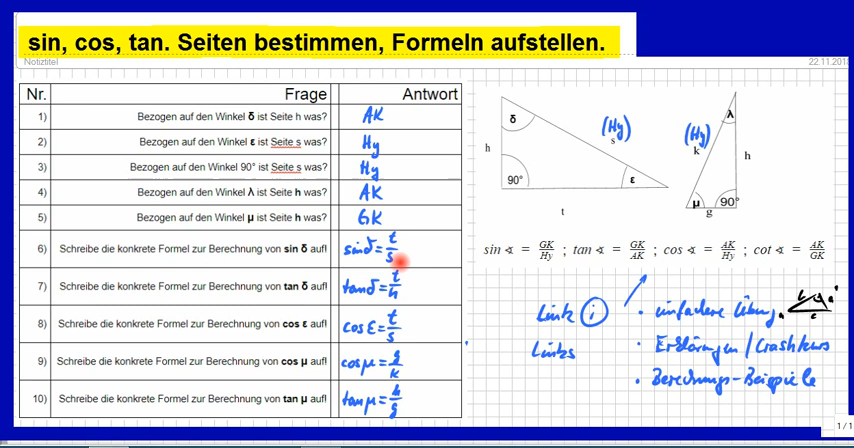 sin, cos, tan. Seiten bestimmen, Formeln aufstellen.
Notiztitel
22.11.2018
Nr. Frage Antwort
1) Bezogen auf den Winkel δ ist Seite h was? AK
2) Bezogen auf den Winkel ε ist Seite s was? Hy
3) Bezogen auf den Winkel 90° ist Seite s was? Hy
4) Bezogen auf den Winkel λ ist Seite h was? AK
5) Bezogen auf den Winkel μ ist Seite h was? GK
6) Schreibe die konkrete Formel zur Berechnung von sin δ auf! sinδ = t/s
7) Schreibe die konkrete Formel zur Berechnung von tan δ auf! tanδ = t/h
8) Schreibe die konkrete Formel zur Berechnung von cos ε auf! cosε = t/s
9) Schreibe die konkrete Formel zur Berechnung von cos μ auf! cosμ = g/k
10) Schreibe die konkrete Formel zur Berechnung von tan μ auf! tanμ = h/g
δ
(Hy)
s
h
90°
ε
t
λ
(Hy)
k
h
μ
90°
g
sin ∢ = GK/Hy ; tan ∢ = GK/AK ; cos ∢ = AK/Hy ; cot ∢ = AK/GK
Link i
• einfachere Übung
Links
• Erklärungen / Crashkurs
• Berechnungs-Beispiele
1 / 1